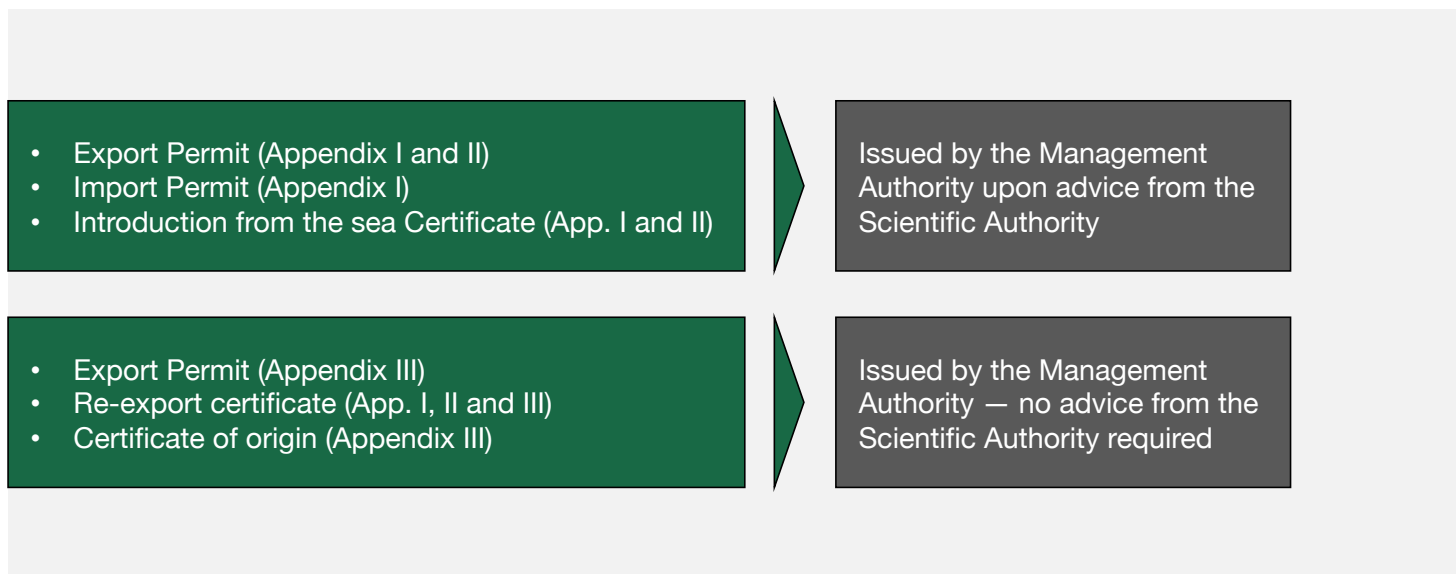 • Export Permit (Appendix I and II)
• Import Permit (Appendix I)
• Introduction from the sea Certificate (App. I and II)
Issued by the Management
Authority upon advice from the
Scientific Authority
• Export Permit (Appendix III)
• Re-export certificate (App. I, II and III)
• Certificate of origin (Appendix III)
Issued by the Management
Authority — no advice from the
Scientific Authority required